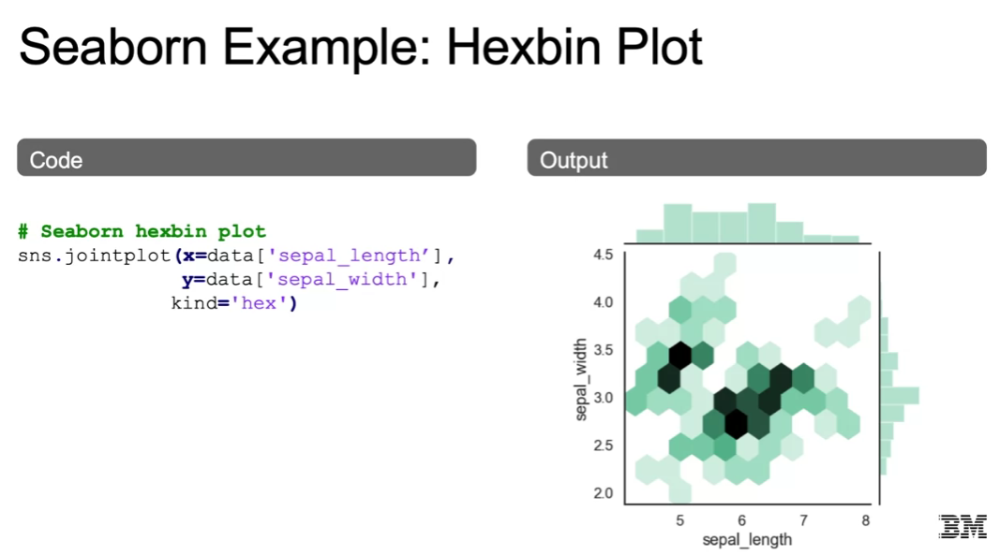 Seaborn Example: Hexbin Plot
Code
# Seaborn hexbin plot
sns.jointplot(x=data['sepal_length’],
y=data['sepal_width'],
kind='hex')
Output
4.5
4.0
3.5
3.0
2.5
2.0
sepal_width
5 6 7 8
sepal_length
IBM